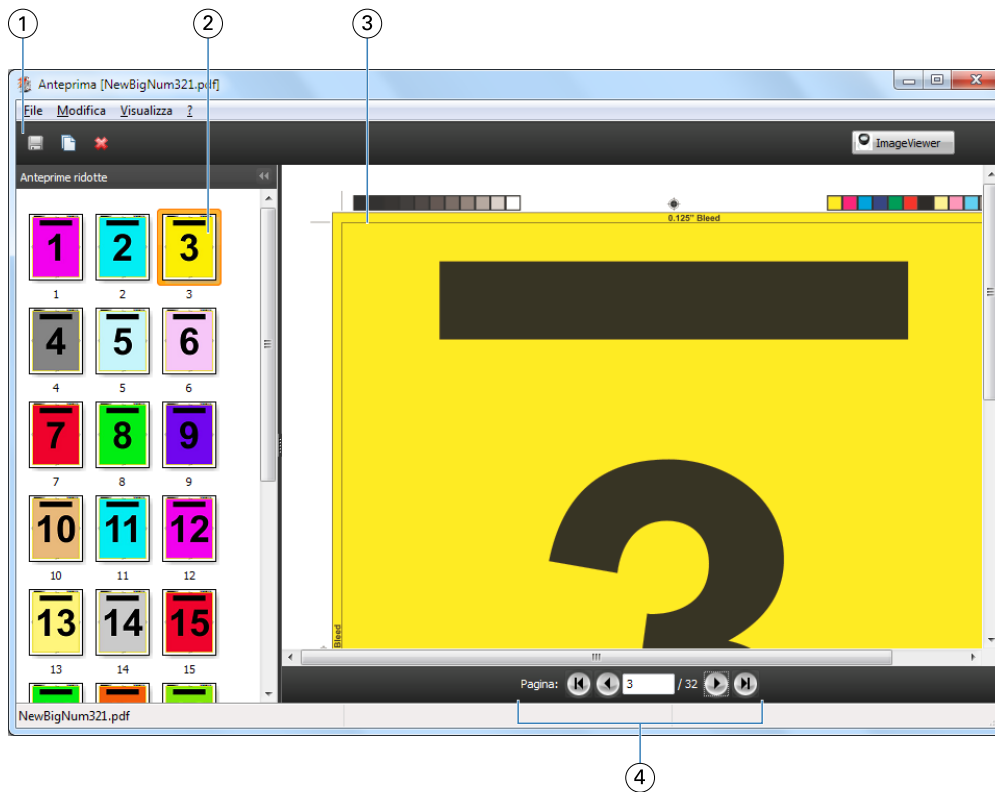 1 2 3
Anteprima [NewBigNum321.pdf]
File Modifica Visualizza ?
ImageViewer
Anteprime ridotte
0.125" Bleed
1 2 3
1 2 3
4 5 6
4 5 6
7 8 9
7 8 9
10 11 12
10 11 12
13 14 15
13 14 15
3
Bleed
Pagina: 3 / 32
NewBigNum321.pdf
4